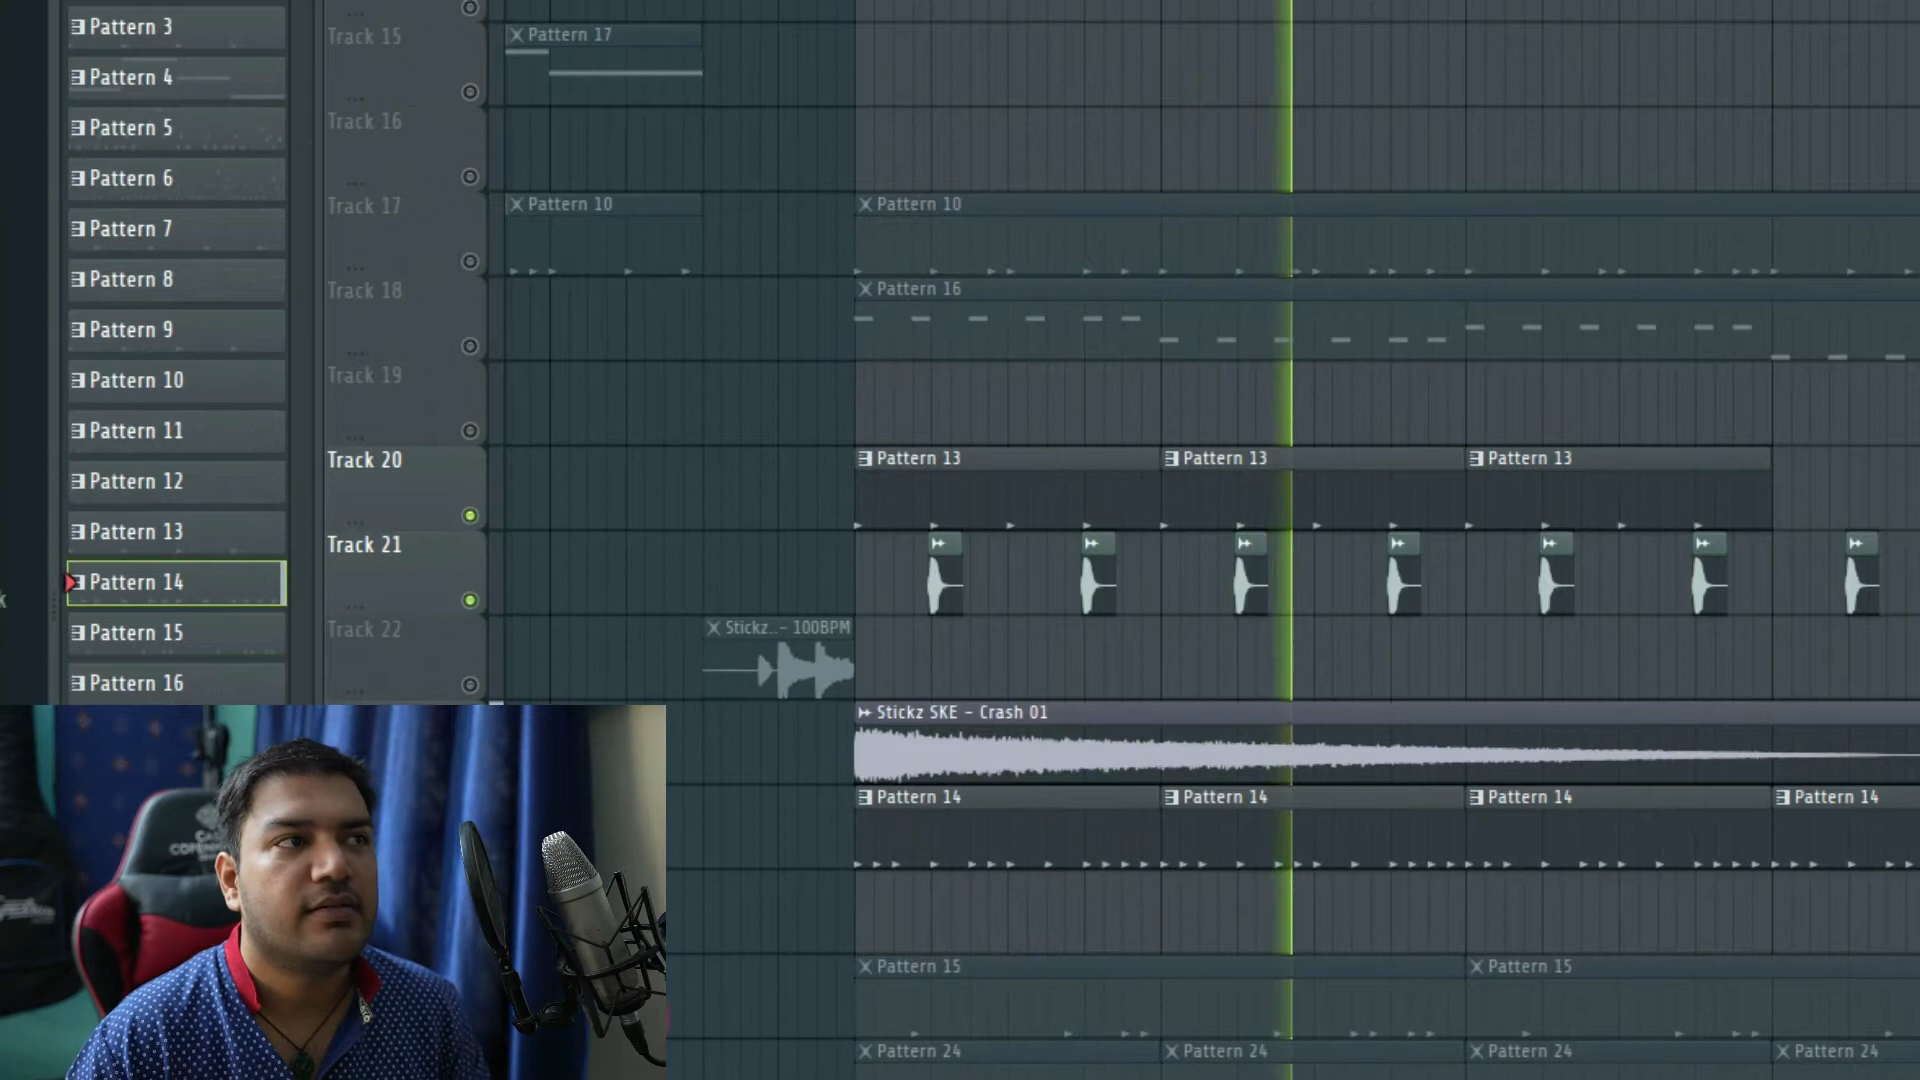 Pattern 3
Pattern 4
Pattern 5
Pattern 6
Pattern 7
Pattern 8
Pattern 9
Pattern 10
Pattern 11
Pattern 12
Pattern 13
Pattern 14
Pattern 15
Pattern 16
Track 15
Pattern 17
Track 16
Track 17
Pattern 10
Pattern 10
Track 18
Pattern 16
Track 19
Track 20
Pattern 13
Pattern 13
Pattern 13
Track 21
Track 22
Stickz..- 100BPM
Stickz SKE - Crash 01
Pattern 14
Pattern 14
Pattern 14
Pattern 14
Pattern 15
Pattern 15
Pattern 24
Pattern 24
Pattern 24
Pattern 24